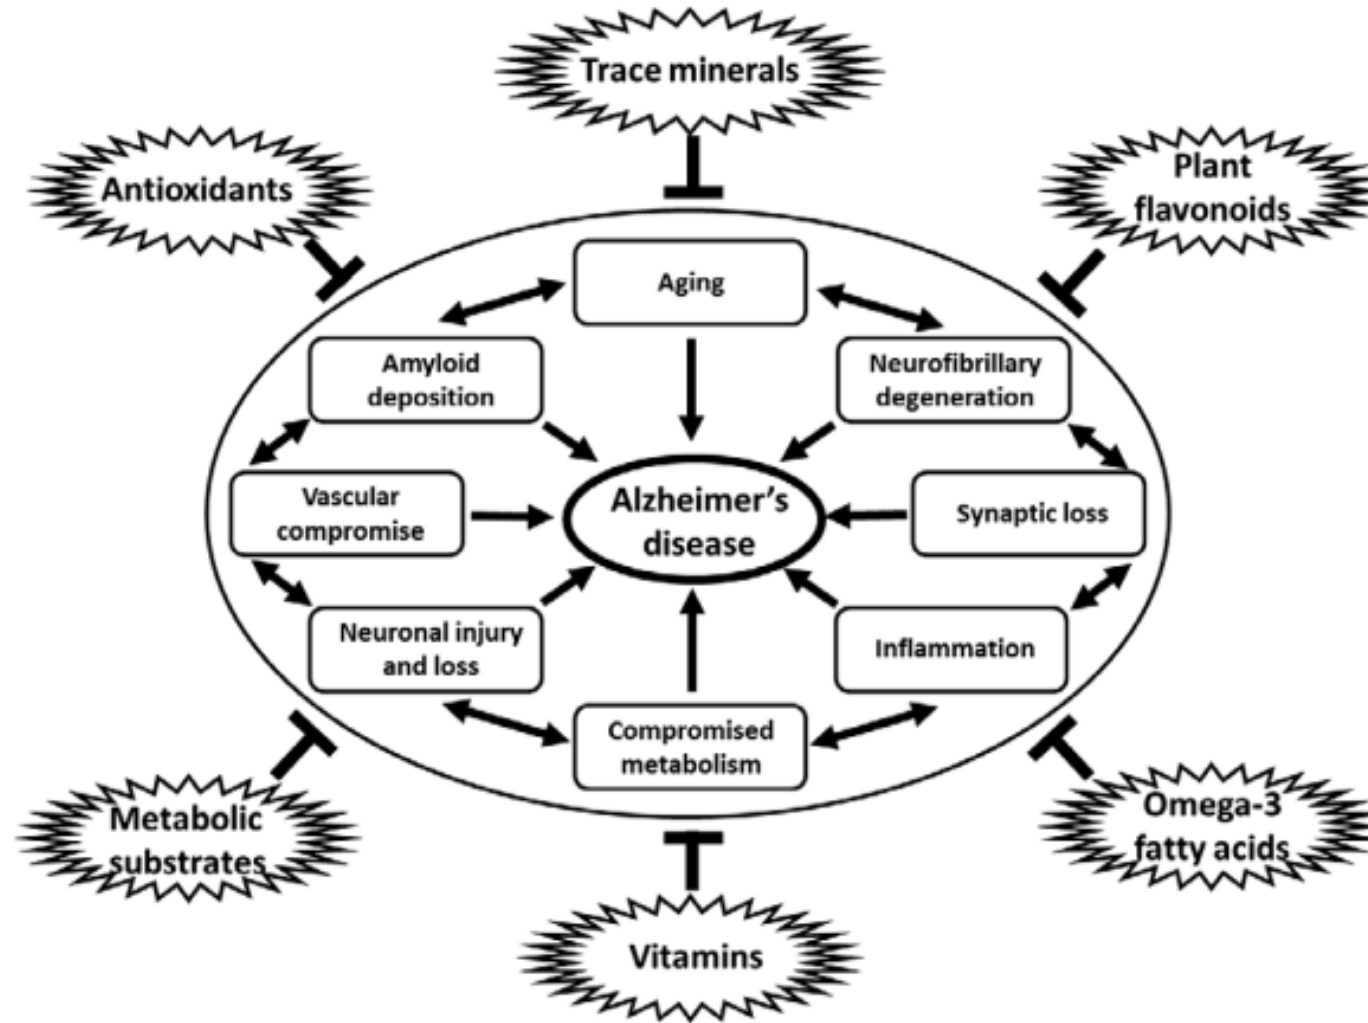 Trace minerals
Antioxidants
Plant
flavonoids
Aging
Amyloid
deposition
Neurofibrillary
degeneration
Vascular
compromise
Alzheimer's
disease
Synaptic loss
Neuronal injury
and loss
Inflammation
Compromised
metabolism
Metabolic
substrates
Omega-3
fatty acids
Vitamins